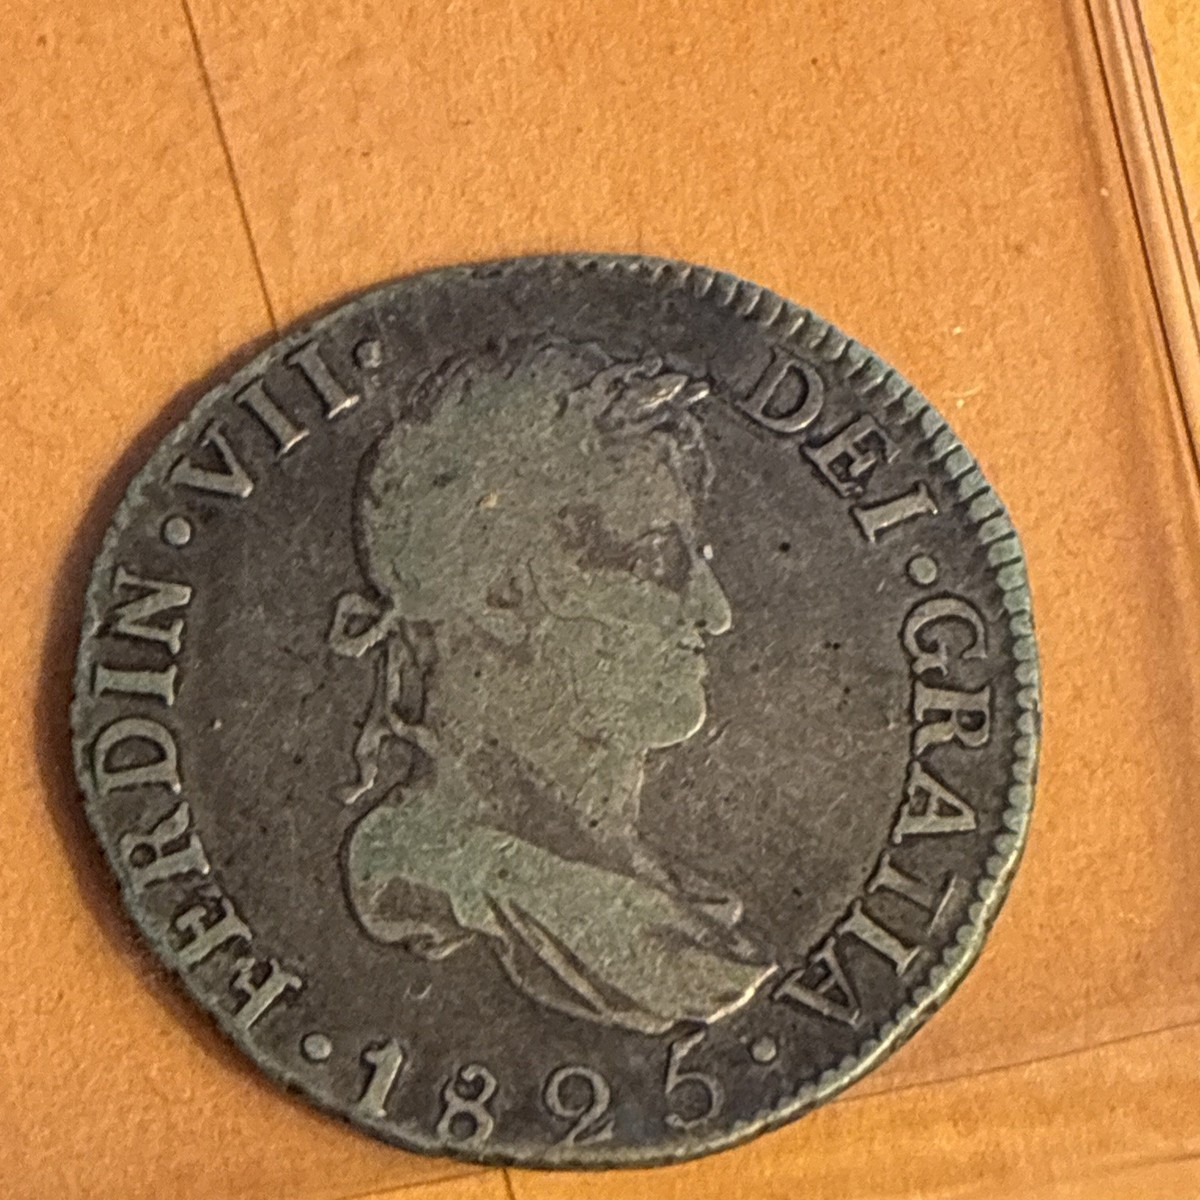 FERDIN · VII · DEI · GRATIA
· 1825 ·